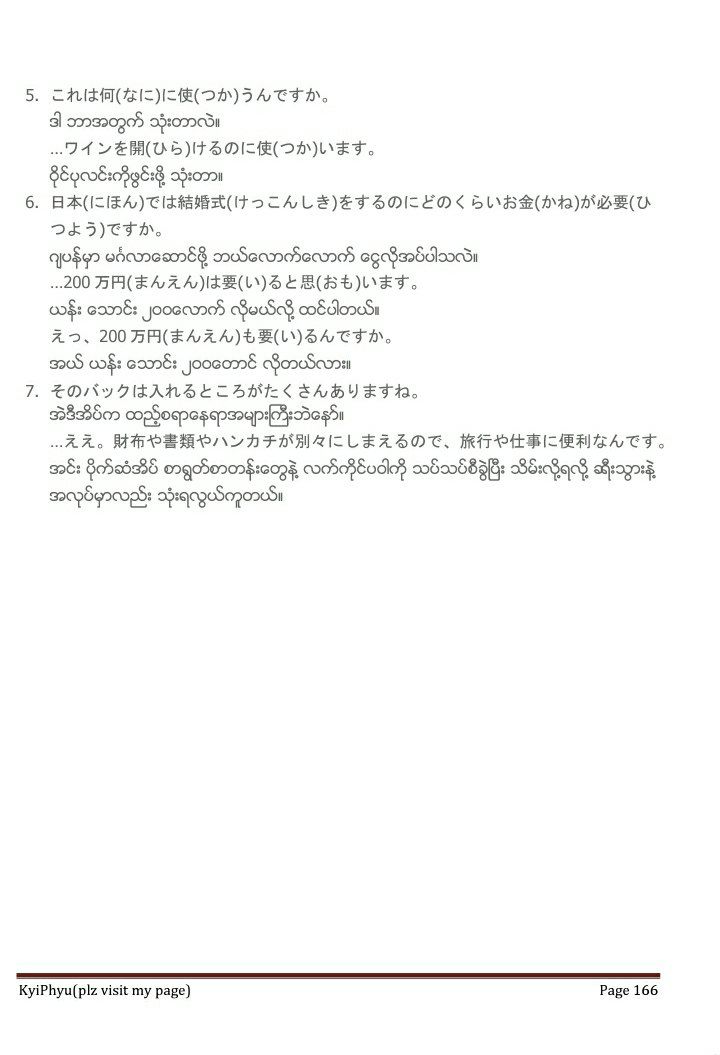 5. これは何(なに)に使(つか)うんですか。
ဒါ ဘာအတွက် သုံးတာလဲ။
...ワインを開(ひら)けるのに使(つか)います。
ဝိုင်ပုလင်းကိုဖွင်းဖို့ သုံးတာ။
6. 日本(にほん)では結婚式(けっこんしき)をするのにどのくらいお金(かね)が必要(ひ
つよう)ですか。
ဂျပန်မှာ မင်္ဂလာဆောင်ဖို့ ဘယ်လောက်လောက် ငွေလိုအပ်ပါသလဲ။
...200 万円(まんえん)は要(い)ると思(おも)います。
ယန်း သောင်း ၂၀၀လောက် လိုမယ်လို့ ထင်ပါတယ်။
えっ、200 万円(まんえん)も要(い)るんですか。
အယ် ယန်း သောင်း ၂၀၀တောင် လိုတယ်လား။
7. そのバックは入れるところがたくさんありますね。
အဲဒီအိပ်က ထည့်စရာနေရာအများကြီးဘဲနော်။
...ええ。財布や書類やハンカチが別々にしまえるので、旅行や仕事に便利なんです。
အင်း ပိုက်ဆံအိပ် စာရွတ်စာတန်းတွေနဲ့ လက်ကိုင်ပဝါကို သပ်သပ်စီခွဲပြီး သိမ်းလို့ရလို့ ခရီးသွားနဲ့
အလုပ်မှာလည်း သုံးရလွယ်ကူတယ်။
KyiPhyu(plz visit my page) Page 166